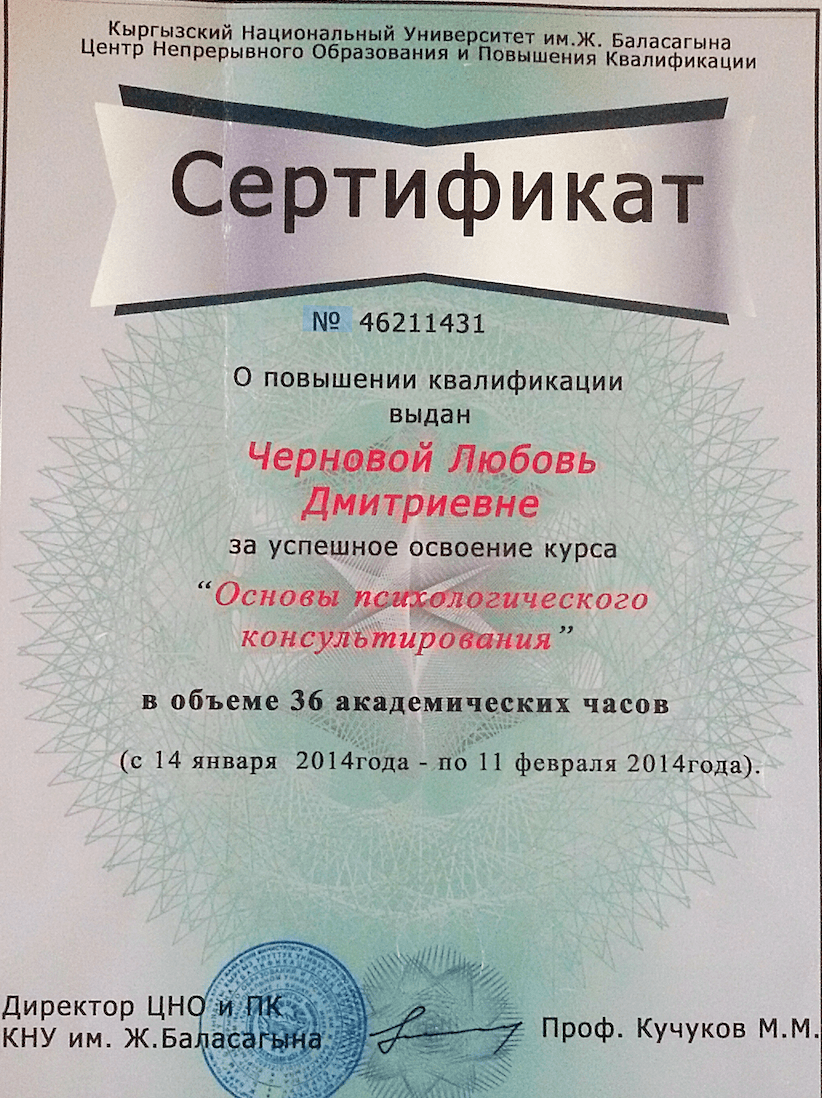 Кыргызский Национальный Университет им.Ж. Баласагына
Центр Непрерывного Образования и Повышения Квалификации
Сертификат
№ 46211431
О повышении квалификации
выдан
Черновой Любовь
Дмитриевне
за успешное освоение курса
“Основы психологического
консультирования”
в объеме 36 академических часов
(с 14 января 2014года - по 11 февраля 2014года).
Директор ЦНО и ПК
КНУ им. Ж.Баласагына
Проф. Кучуков М.М.